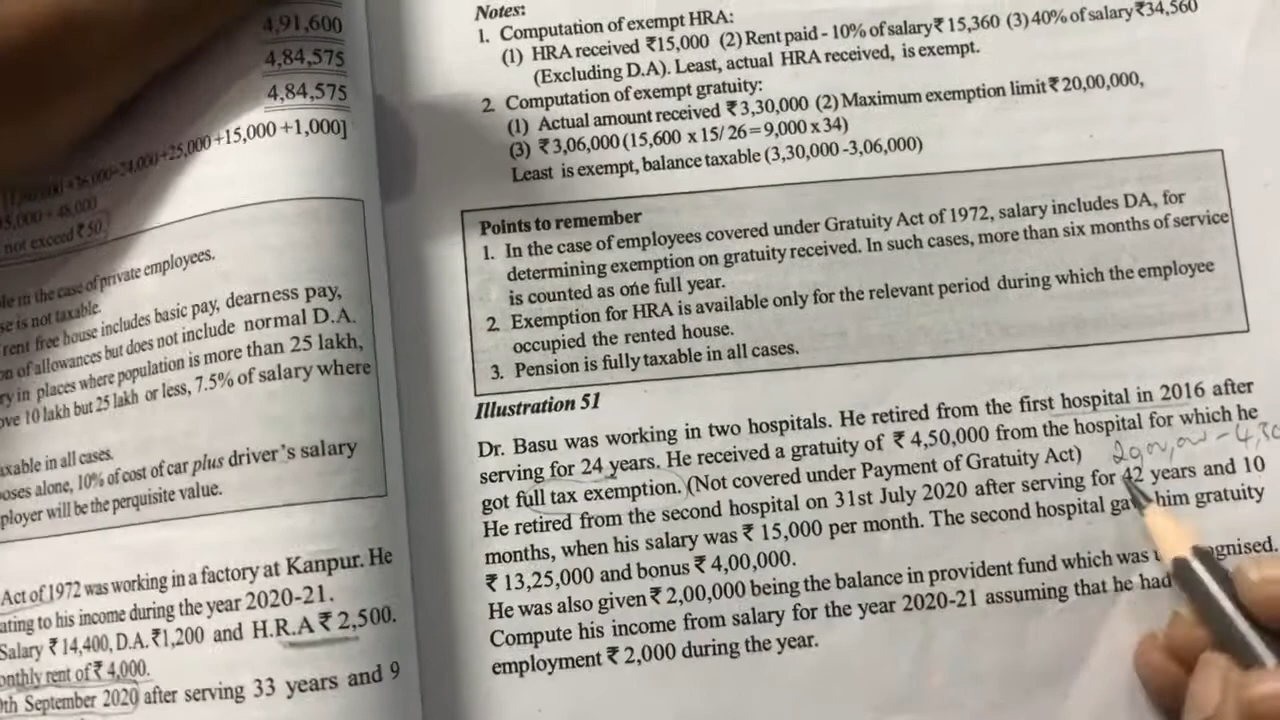 4,91,600
4,84,575
4,84,575
+25,000+15,000+1,000]
not exceed ₹50
in the case of private employees.
se is not taxable.
rent free house includes basic pay, dearness pay,
on of allowances but does not include normal D.A.
ry in places where population is more than 25 lakh,
ove 10 lakh but 25 lakh or less, 7.5% of salary where
axable in all cases.
oses alone, 10% of cost of car plus driver's salary
ployer will be the perquisite value.
Act of 1972 was working in a factory at Kanpur. He
ating to his income during the year 2020-21.
Salary ₹14,400, D.A.₹1,200 and H.R.A ₹ 2,500.
onthly rent of ₹ 4,000.
0th September 2020 after serving 33 years and 9
Notes:
1. Computation of exempt HRA:
(1) HRA received ₹15,000 (2) Rent paid - 10% of salary₹ 15,360 (3) 40% of salary ₹34,560
(Excluding D.A). Least, actual HRA received, is exempt.
2. Computation of exempt gratuity:
(1) Actual amount received ₹ 3,30,000 (2) Maximum exemption limit ₹ 20,00,000,
(3) ₹ 3,06,000 (15,600 x 15/ 26 = 9,000 x 34)
Least is exempt, balance taxable (3,30,000 -3,06,000)
Points to remember
1. In the case of employees covered under Gratuity Act of 1972, salary includes DA, for
determining exemption on gratuity received. In such cases, more than six months of service
is counted as one full year.
2. Exemption for HRA is available only for the relevant period during which the employee
occupied the rented house.
3. Pension is fully taxable in all cases.
Illustration 51
Dr. Basu was working in two hospitals. He retired from the first hospital in 2016 after
serving for 24 years. He received a gratuity of ₹ 4,50,000 from the hospital for which he
got full tax exemption. (Not covered under Payment of Gratuity Act)
He retired from the second hospital on 31st July 2020 after serving for 42 years and 10
months, when his salary was ₹ 15,000 per month. The second hospital ga him gratuity
₹ 13,25,000 and bonus ₹ 4,00,000.
He was also given ₹ 2,00,000 being the balance in provident fund which was ognised.
Compute his income from salary for the year 2020-21 assuming that he had
employment ₹ 2,000 during the year.